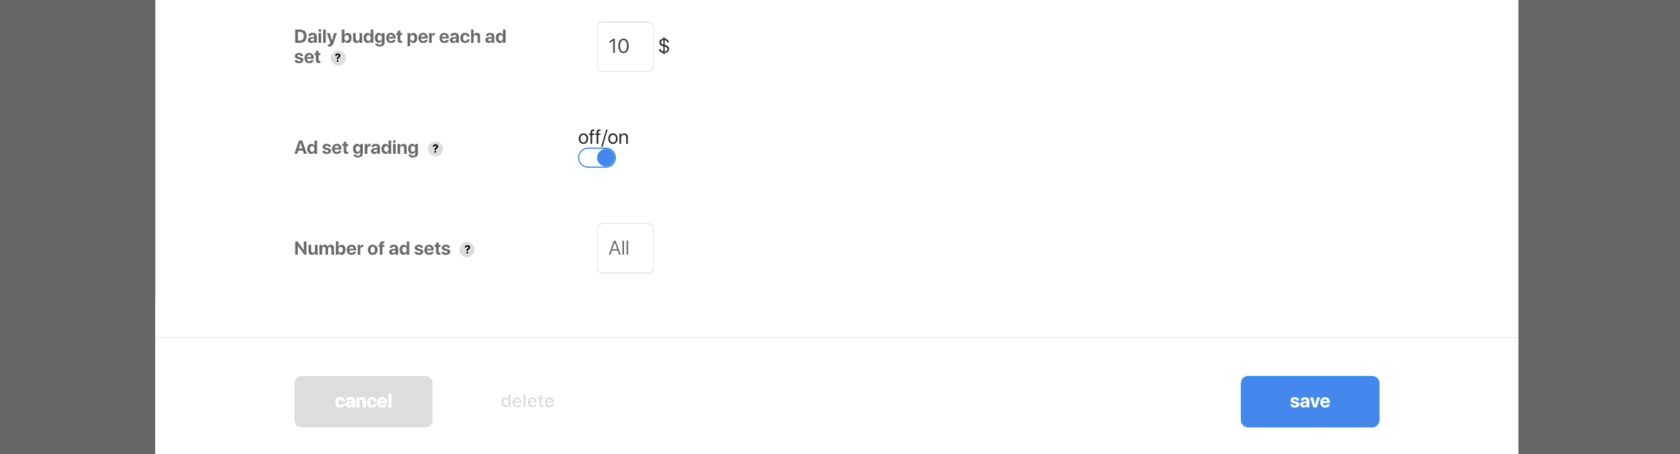 Daily budget per each ad
set ?
10 $
off/on
Ad set grading ?
Number of ad sets ?
All
cancel
delete
save